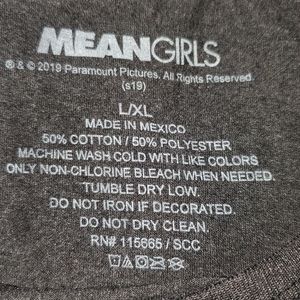 MEANGIRLS
® & © 2019 Paramount Pictures. All Rights Reserved.
(s19)
L/XL
MADE IN MEXICO
50% COTTON / 50% POLYESTER
MACHINE WASH COLD WITH LIKE COLORS
ONLY NON-CHLORINE BLEACH WHEN NEEDED.
TUMBLE DRY LOW.
DO NOT IRON IF DECORATED.
DO NOT DRY CLEAN.
RN# 115665 / SCC